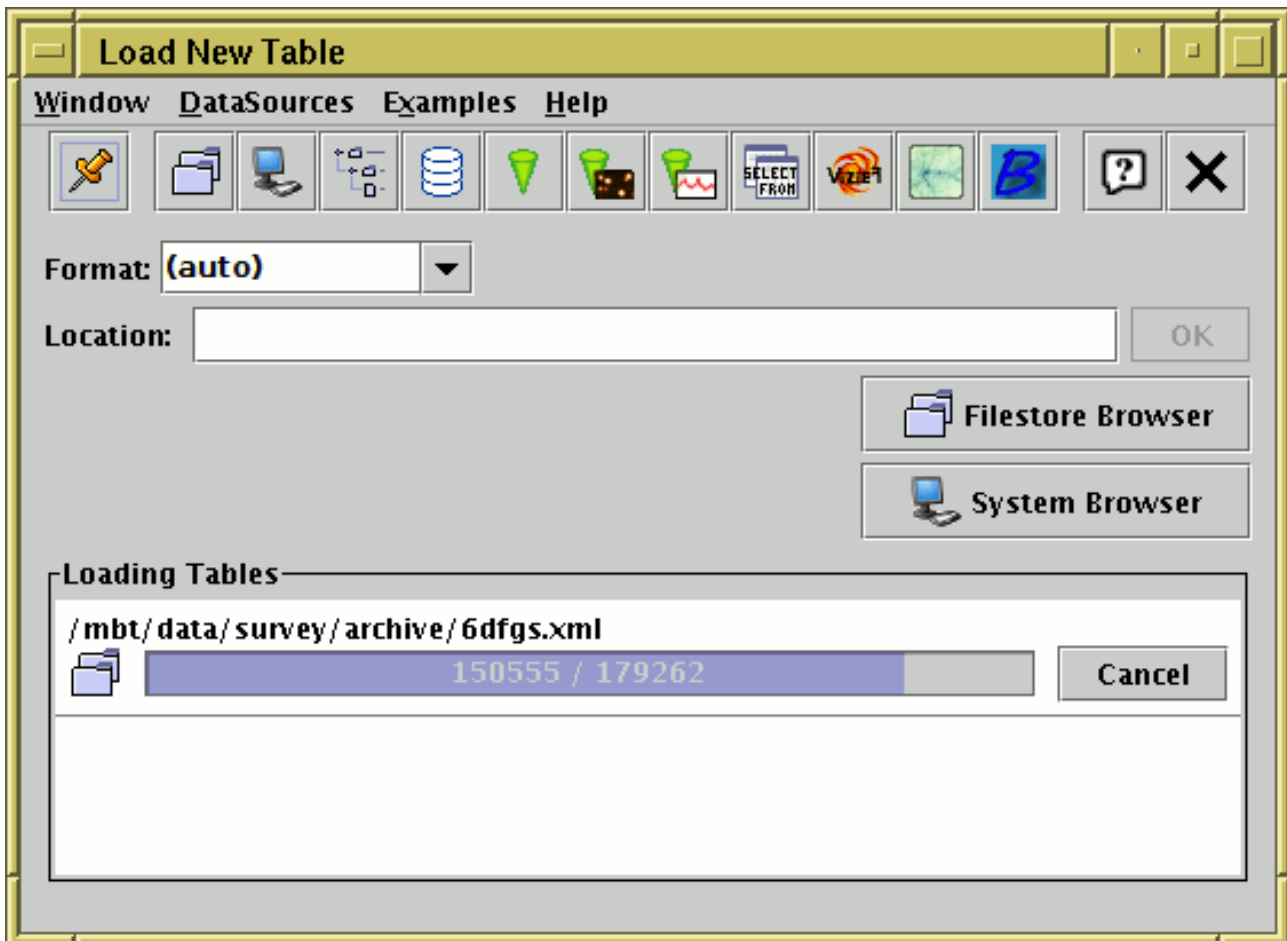 Load New Table
Window DataSources Examples Help
SELECT FROM VizieR B ?
Format: (auto)
Location: OK
Filestore Browser
System Browser
Loading Tables
/mbt/data/survey/archive/6dfgs.xml
150555 / 179262 Cancel